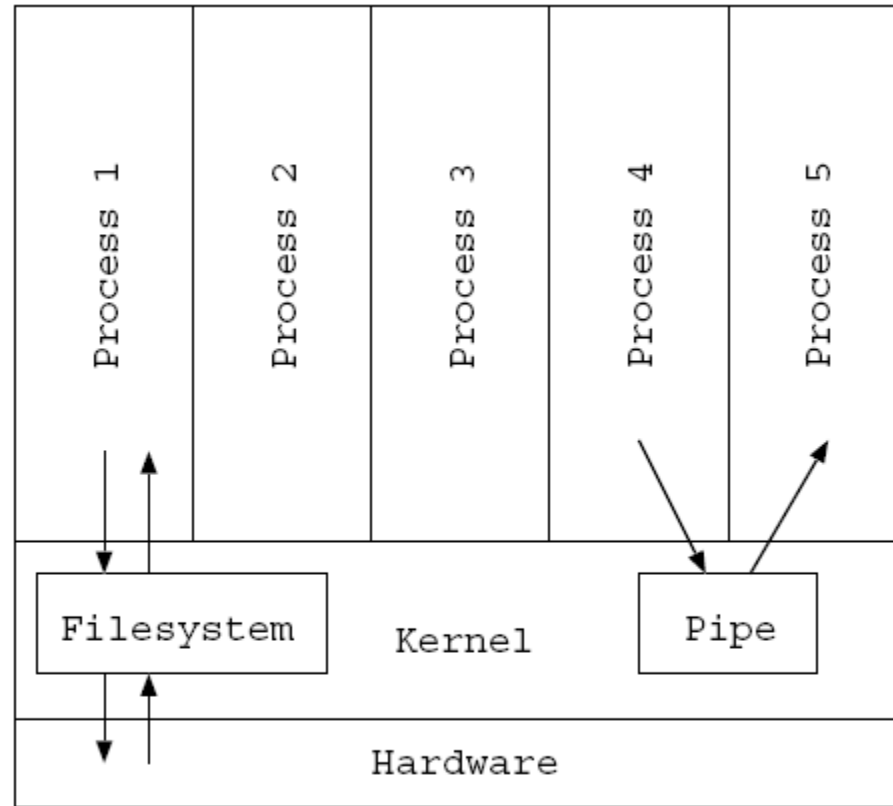 Process 1
Process 2
Process 3
Process 4
Process 5
Filesystem
Kernel
Pipe
Hardware